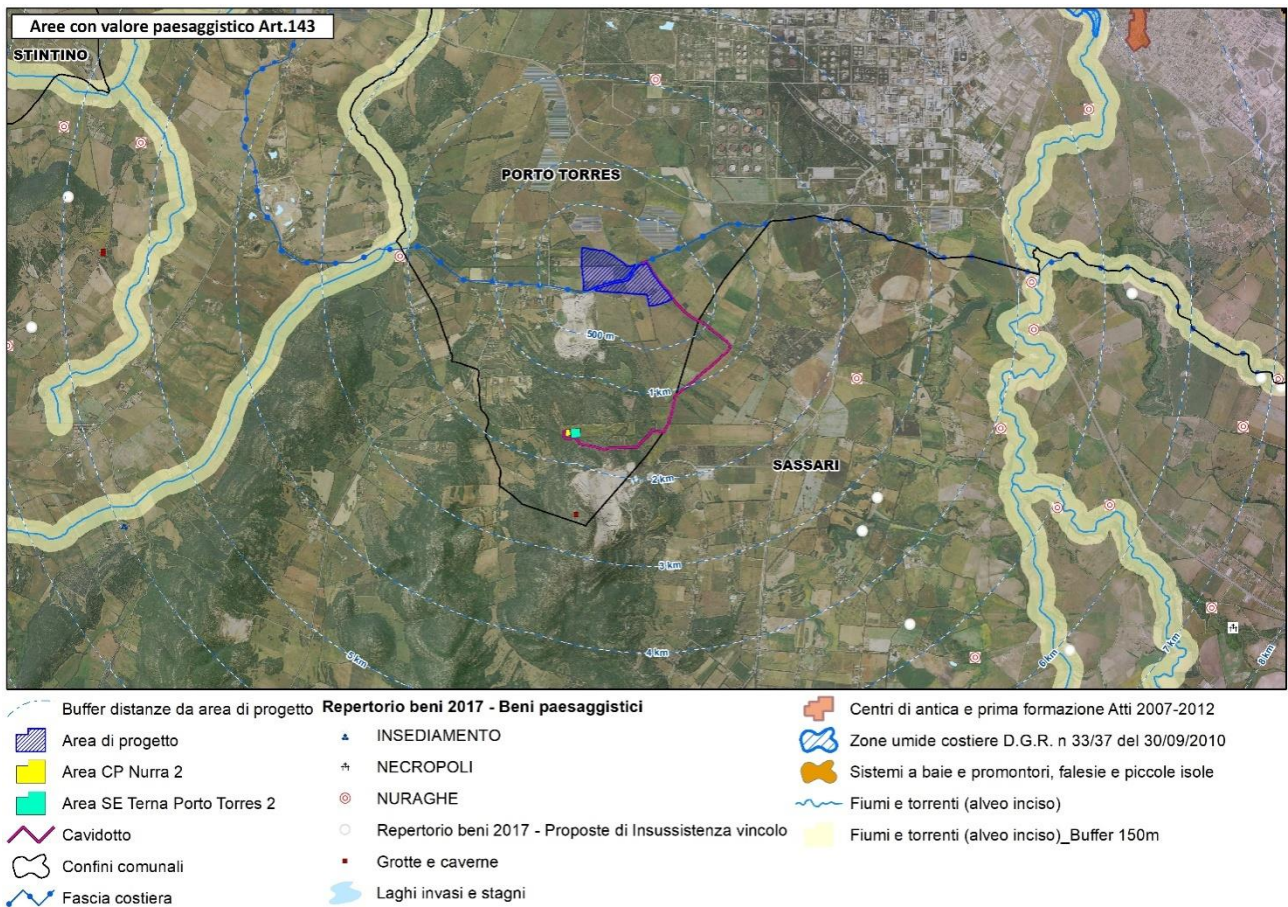 Aree con valore paesaggistico Art.143
STINTINO
PORTO TORRES
500 m
1 km
SASSARI
2 km
3 km
4 km
5 km
6 km
7 km
8 km
Buffer distanze da area di progetto
Area di progetto
Area CP Nurra 2
Area SE Terna Porto Torres 2
Cavidotto
Confini comunali
Fascia costiera
Repertorio beni 2017 - Beni paesaggistici
INSEDIAMENTO
NECROPOLI
NURAGHE
Repertorio beni 2017 - Proposte di Insussistenza vincolo
Grotte e caverne
Laghi invasi e stagni
Centri di antica e prima formazione Atti 2007-2012
Zone umide costiere D.G.R. n 33/37 del 30/09/2010
Sistemi a baie e promontori, falesie e piccole isole
Fiumi e torrenti (alveo inciso)
Fiumi e torrenti (alveo inciso)_Buffer 150m